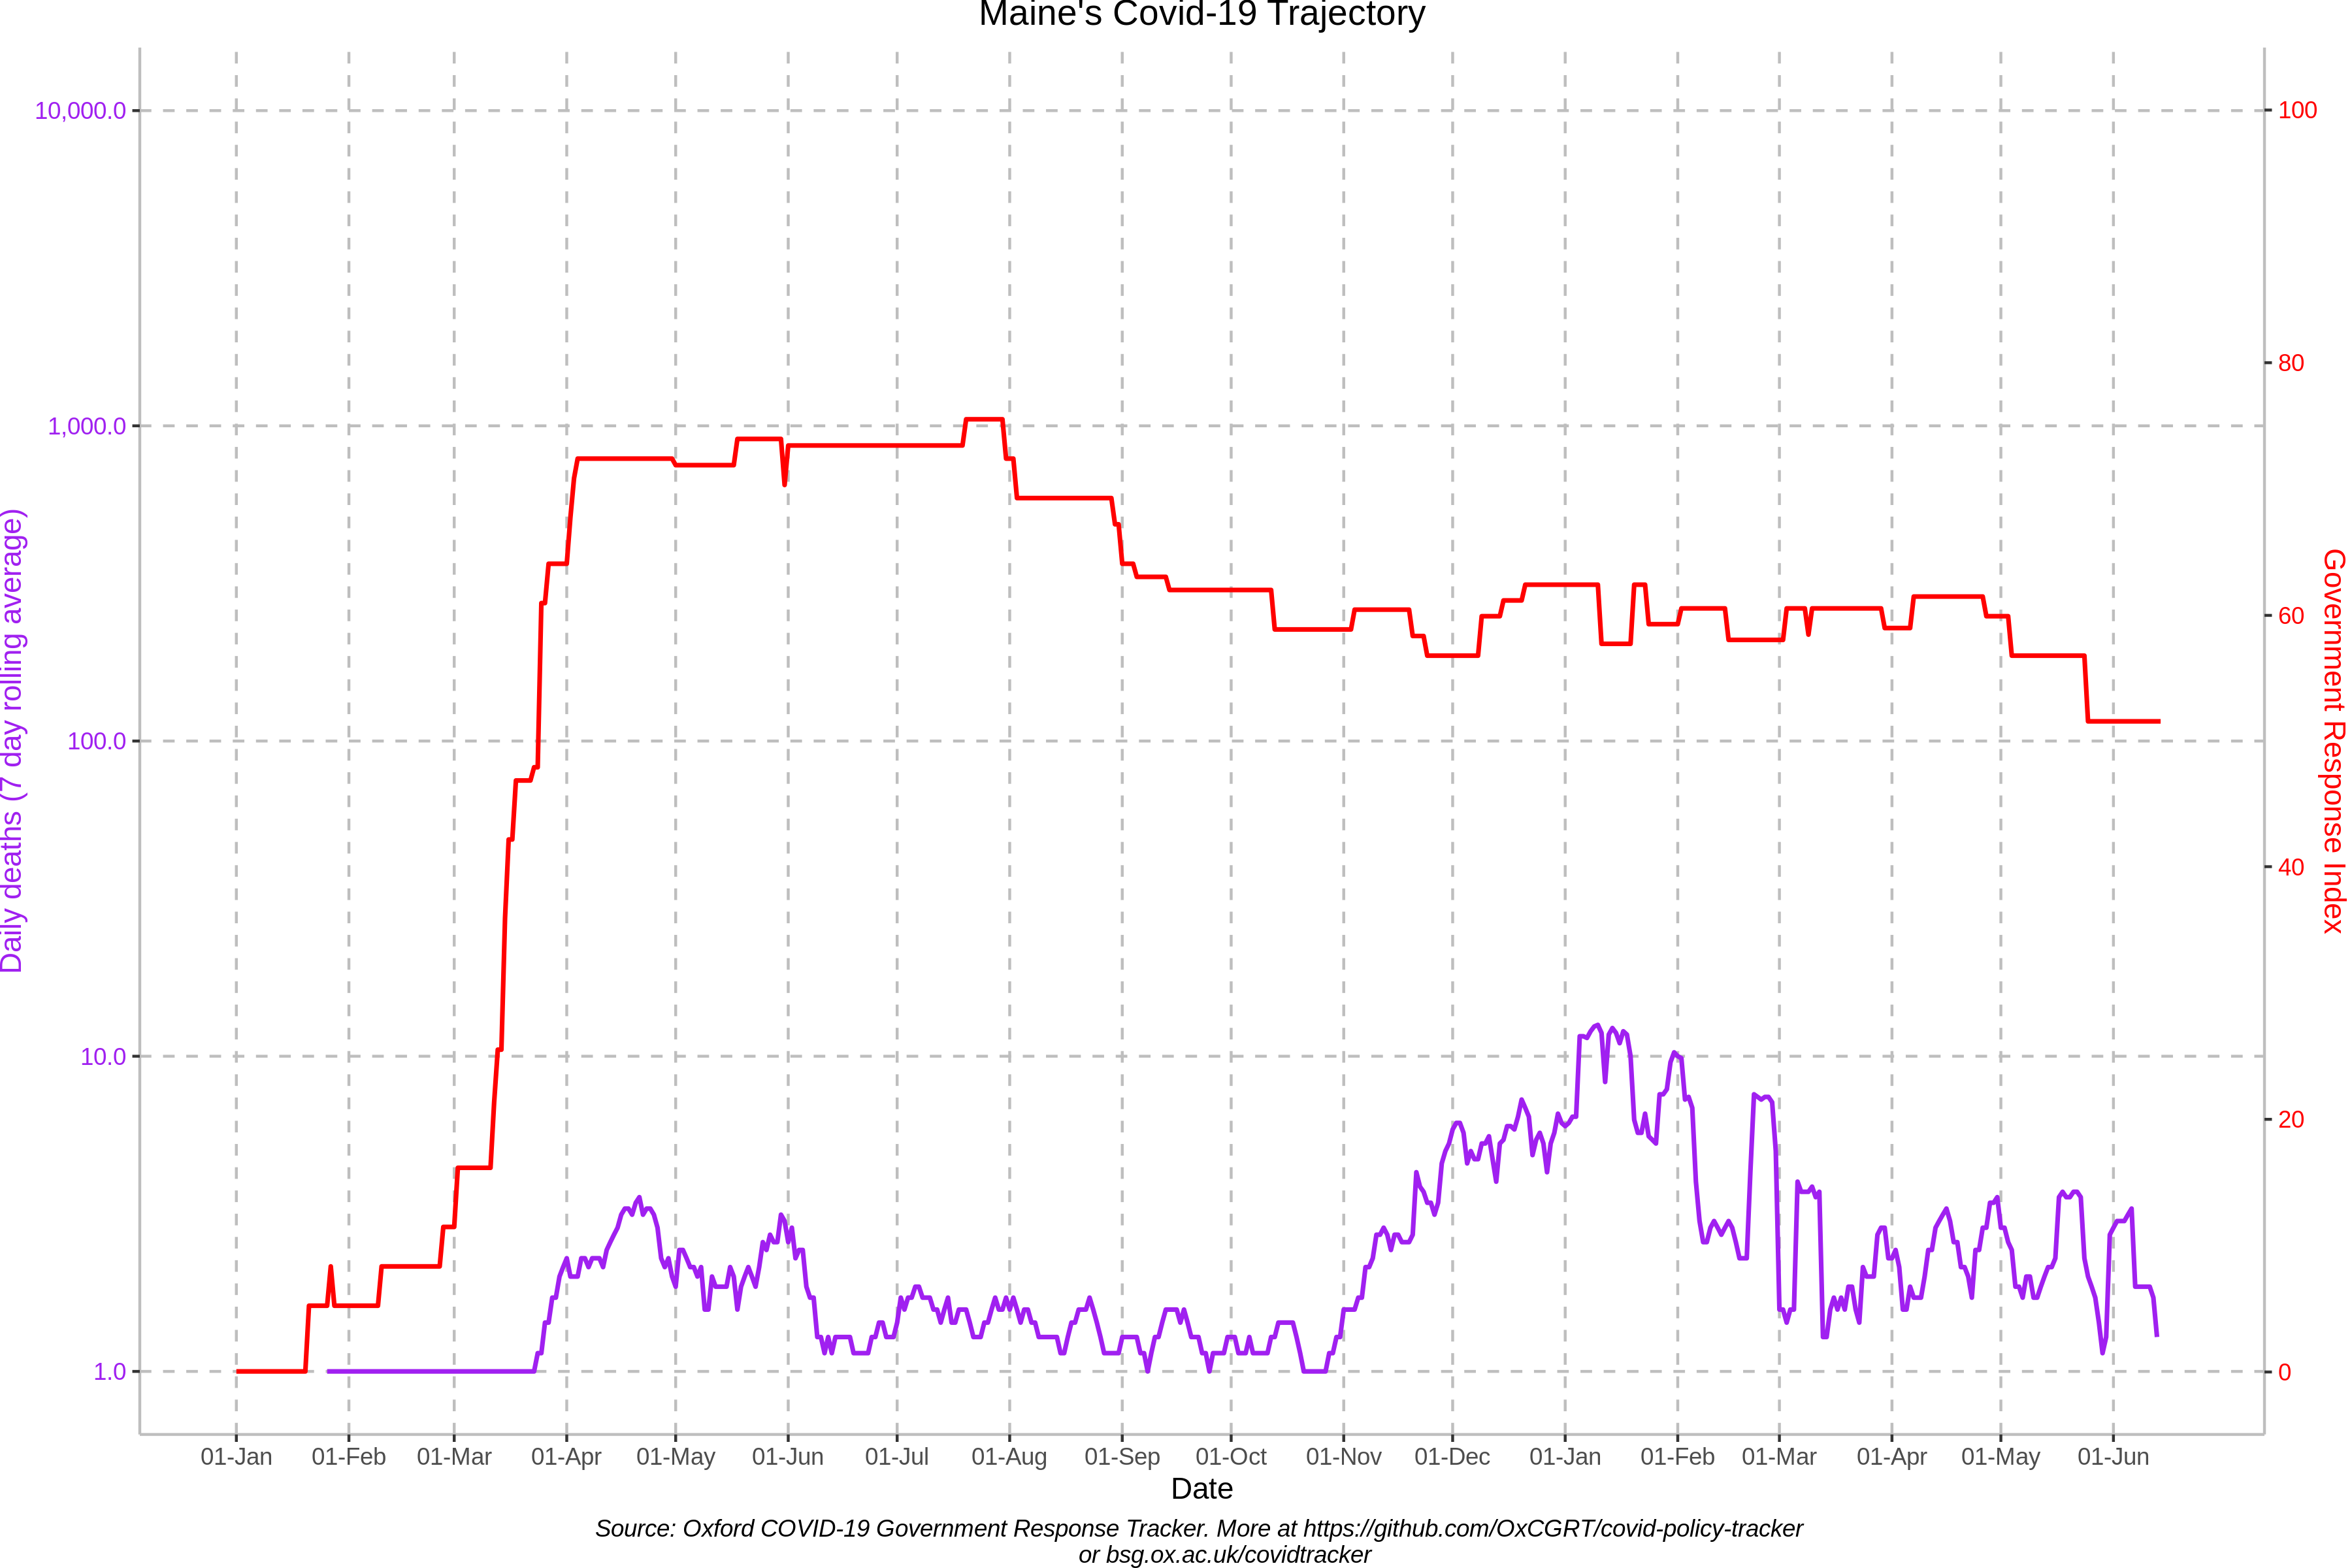 Maine's Covid-19 Trajectory
10,000.0
1,000.0
100.0
10.0
1.0
Daily deaths (7 day rolling average)
100
80
60
40
20
0
Government Response Index
01-Jan 01-Feb 01-Mar 01-Apr 01-May 01-Jun 01-Jul 01-Aug 01-Sep 01-Oct 01-Nov 01-Dec 01-Jan 01-Feb 01-Mar 01-Apr 01-May 01-Jun
Date
Source: Oxford COVID-19 Government Response Tracker. More at https://github.com/OxCGRT/covid-policy-tracker
or bsg.ox.ac.uk/covidtracker